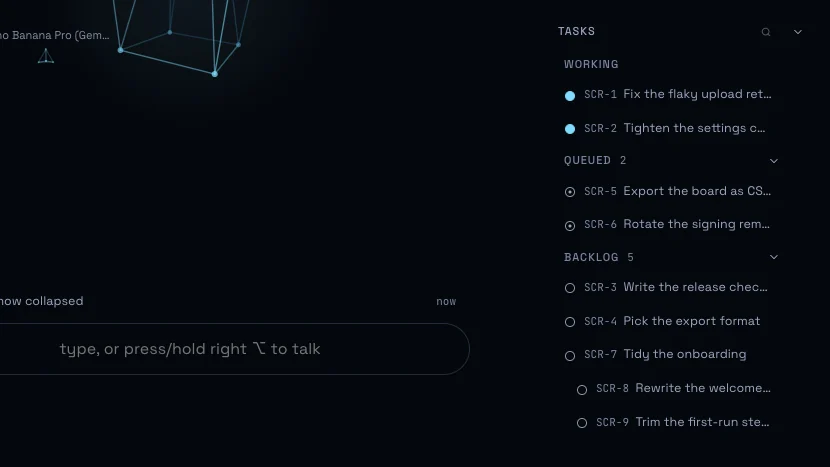 no Banana Pro (Gem…
now collapsed
now
type, or press/hold right ⌥ to talk
TASKS
WORKING
SCR-1 Fix the flaky upload ret…
SCR-2 Tighten the settings c…
QUEUED 2
SCR-5 Export the board as CS…
SCR-6 Rotate the signing rem…
BACKLOG 5
SCR-3 Write the release chec…
SCR-4 Pick the export format
SCR-7 Tidy the onboarding
SCR-8 Rewrite the welcome…
SCR-9 Trim the first-run ste…